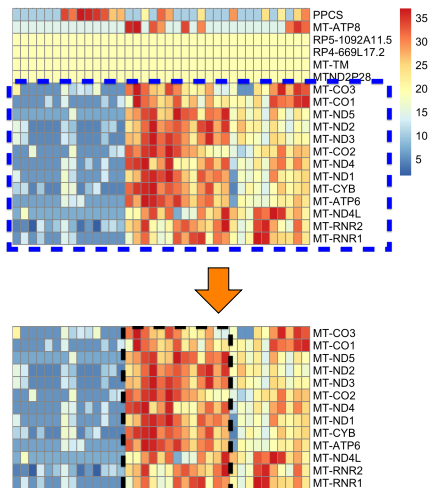 PPCS
MT-ATP8
RP5-1092A11.5
RP4-669L17.2
MT-TM
MTND2P28
MT-CO3
MT-CO1
MT-ND5
MT-ND2
MT-ND3
MT-CO2
MT-ND4
MT-ND1
MT-CYB
MT-ATP6
MT-ND4L
MT-RNR2
MT-RNR1
35
30
25
20
15
10
5
MT-CO3
MT-CO1
MT-ND5
MT-ND2
MT-ND3
MT-CO2
MT-ND4
MT-ND1
MT-CYB
MT-ATP6
MT-ND4L
MT-RNR2
MT-RNR1